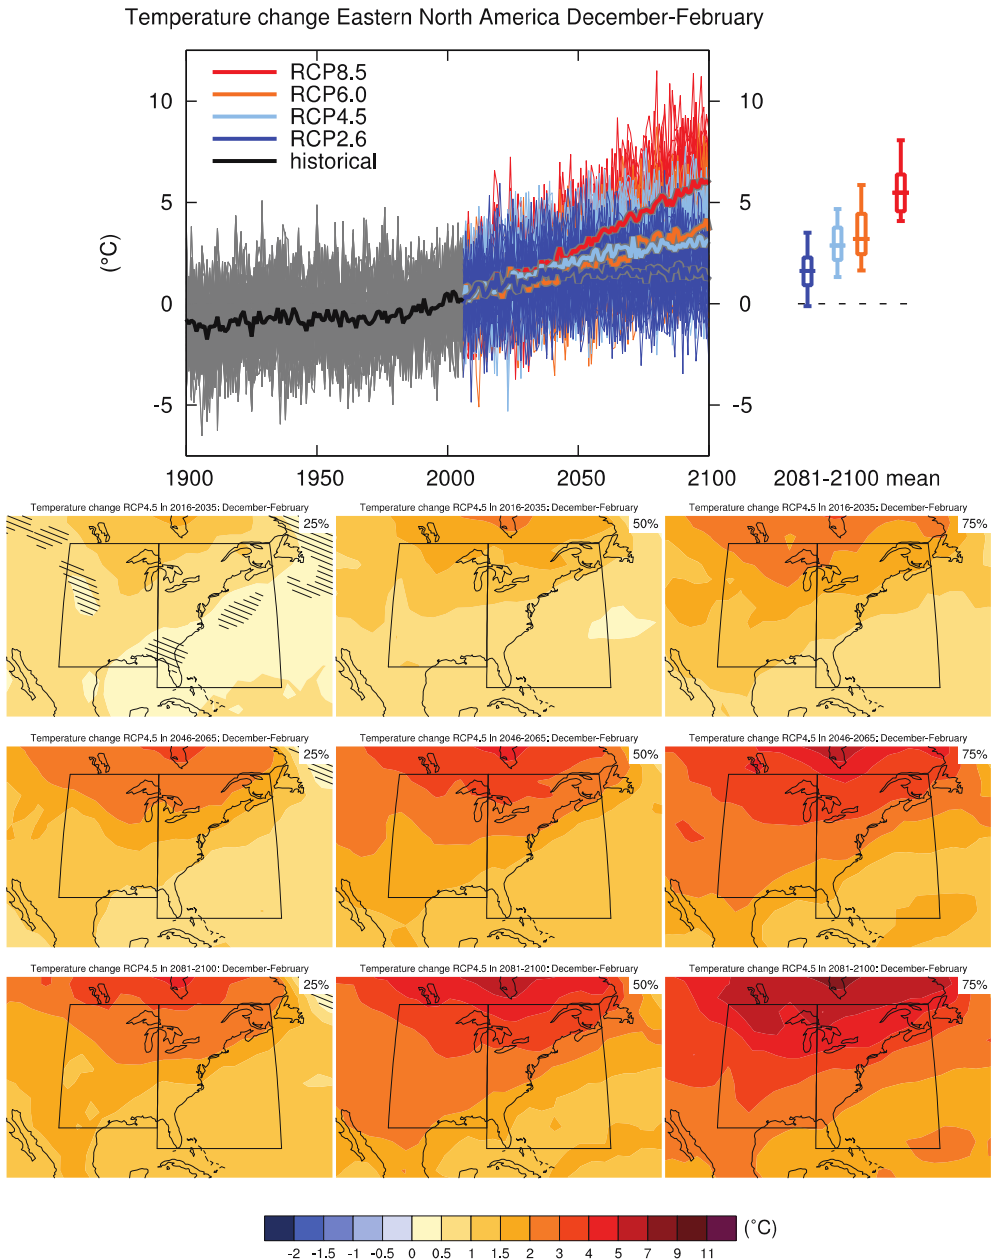 Temperature change Eastern North America December-February
RCP8.5
RCP6.0
RCP4.5
RCP2.6
historical
(°C)
10
5
0
-5
10
5
0
-5
1900 1950 2000 2050 2100 2081-2100 mean
Temperature change RCP4.5 in 2016-2035: December-February
25%
Temperature change RCP4.5 in 2016-2035: December-February
50%
Temperature change RCP4.5 in 2016-2035: December-February
75%
Temperature change RCP4.5 in 2046-2065: December-February
25%
Temperature change RCP4.5 in 2046-2065: December-February
50%
Temperature change RCP4.5 in 2046-2065: December-February
75%
Temperature change RCP4.5 in 2081-2100: December-February
25%
Temperature change RCP4.5 in 2081-2100: December-February
50%
Temperature change RCP4.5 in 2081-2100: December-February
75%
(°C)
-2 -1.5 -1 -0.5 0 0.5 1 1.5 2 3 4 5 7 9 11